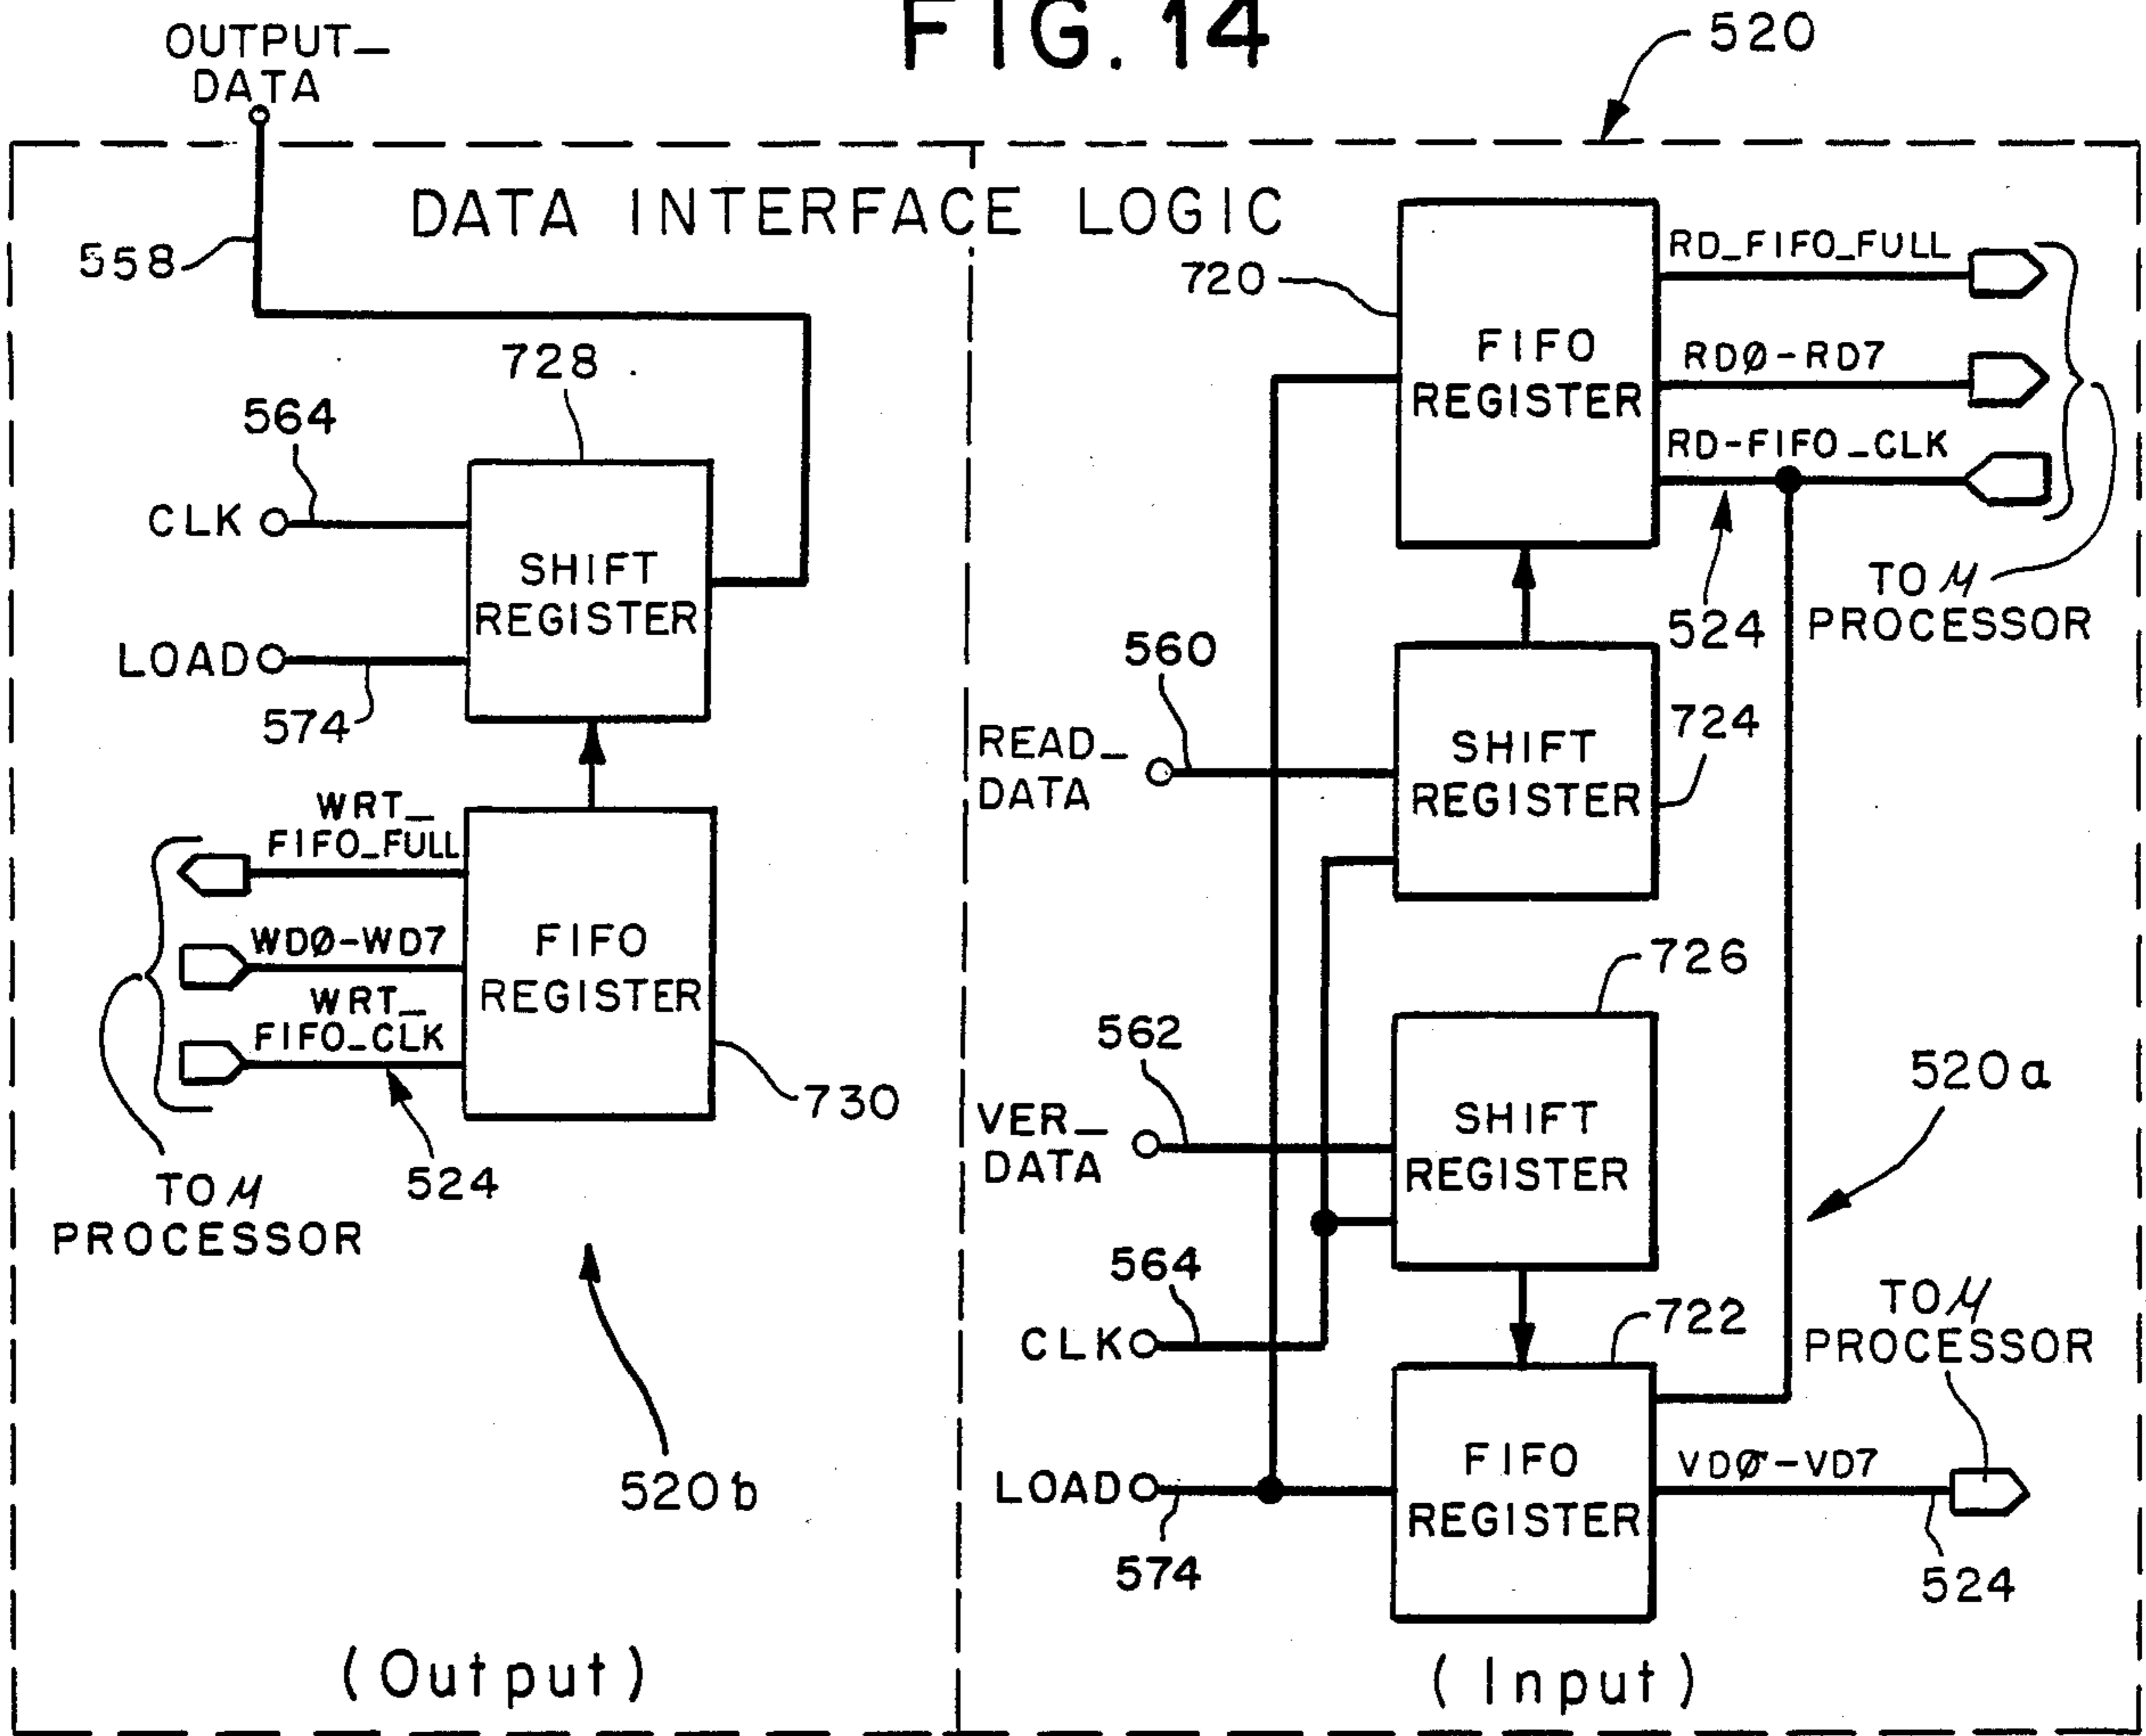 FIG. 14
520
OUTPUT_
DATA
DATA INTERFACE LOGIC
558
728
564
CLK
SHIFT
REGISTER
LOAD
574
WRT_
FIFO_FULL
WDØ-WD7
WRT_
FIFO_CLK
FIFO
REGISTER
730
524
TO μ
PROCESSOR
520b
(Output)
720
FIFO
REGISTER
RD_FIFO_FULL
RDØ-RD7
RD-FIFO_CLK
524
TO μ
PROCESSOR
560
READ_
DATA
SHIFT
REGISTER
724
726
562
VER_
DATA
SHIFT
REGISTER
520a
564
CLK
722
TO μ
PROCESSOR
LOAD
574
FIFO
REGISTER
VDØ-VD7
524
(Input)